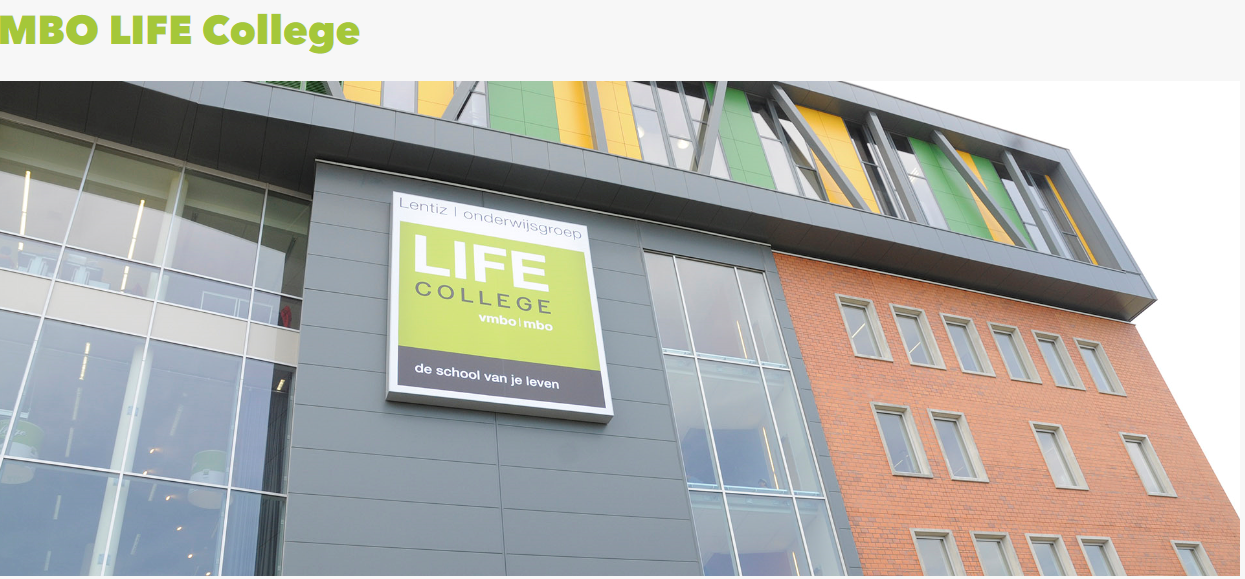 MBO LIFE College
Lentiz | onderwijsgroep
LIFE
COLLEGE
vmbo|mbo
de school van je leven